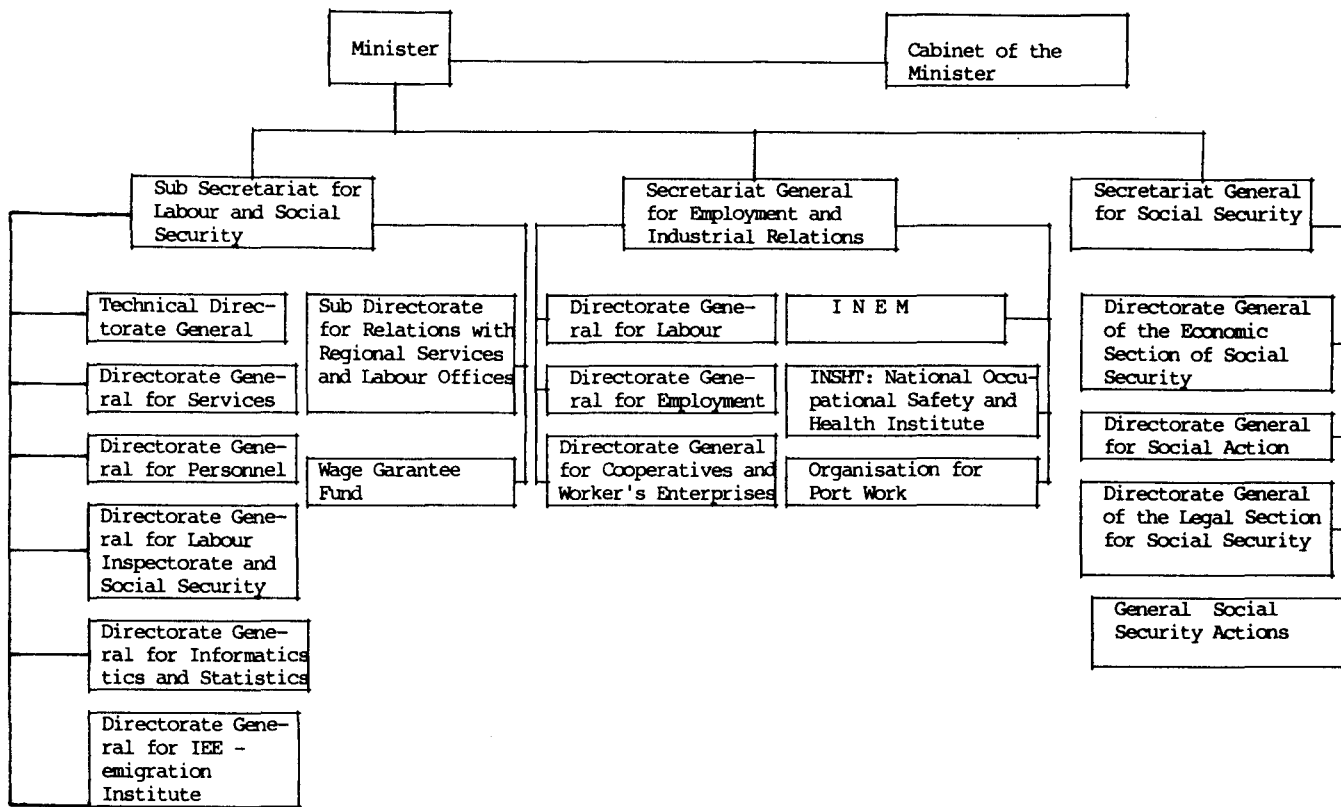 Minister
Cabinet of the
Minister
Sub Secretariat for
Labour and Social
Security
Secretariat General
for Employment and
Industrial Relations
Secretariat General
for Social Security
Technical Direc-
torate General
Directorate Gene-
ral for Services
Directorate Gene-
ral for Personnel
Directorate Gene-
ral for Labour
Inspectorate and
Social Security
Directorate Gene-
ral for Informatics
tics and Statistics
Directorate Gene-
ral for IEE -
emigration
Institute
Sub Directorate
for Relations with
Regional Services
and Labour Offices
Wage Garantee
Fund
Directorate Gene-
ral for Labour
Directorate Gene-
ral for Employment
Directorate General
for Cooperatives and
Worker's Enterprises
I N E M
INSHT: National Occu-
pational Safety and
Health Institute
Organisation for
Port Work
Directorate General
of the Economic
Section of Social
Security
Directorate General
for Social Action
Directorate General
of the Legal Section
for Social Security
General Social
Security Actions